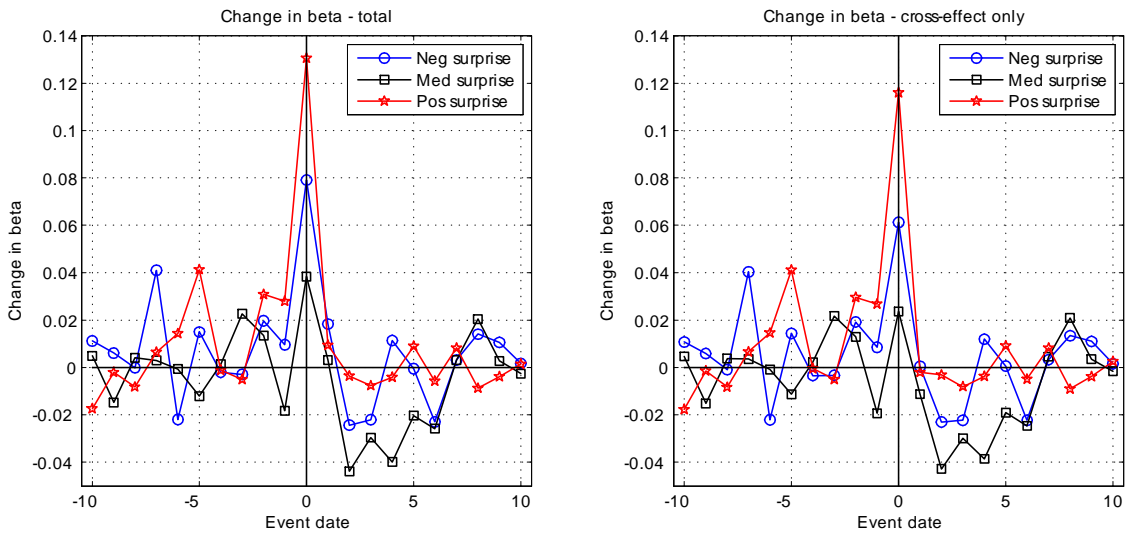 Change in beta - total
0.14
0.12
0.1
0.08
0.06
0.04
0.02
0
-0.02
-0.04
Change in beta
-10
-5
0
5
10
Event date
Neg surprise
Med surprise
Pos surprise
Change in beta - cross-effect only
0.14
0.12
0.1
0.08
0.06
0.04
0.02
0
-0.02
-0.04
Change in beta
-10
-5
0
5
10
Event date
Neg surprise
Med surprise
Pos surprise